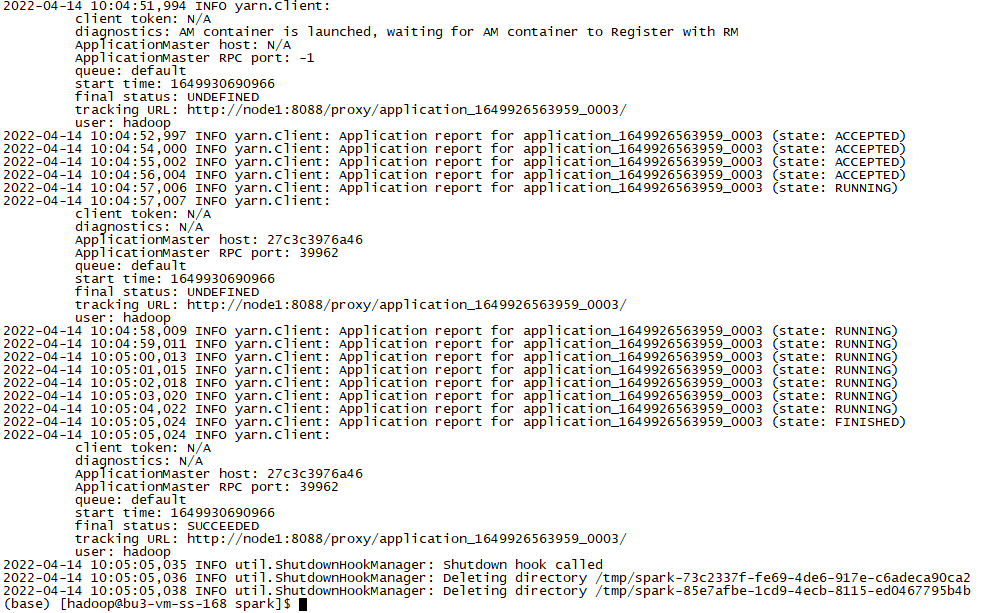 2022-04-14 10:04:51,994 INFO yarn.Client:
client token: N/A
diagnostics: AM container is launched, waiting for AM container to Register with RM
ApplicationMaster host: N/A
ApplicationMaster RPC port: -1
queue: default
start time: 1649930690966
final status: UNDEFINED
tracking URL: http://node1:8088/proxy/application_1649926563959_0003/
user: hadoop
2022-04-14 10:04:52,997 INFO yarn.Client: Application report for application_1649926563959_0003 (state: ACCEPTED)
2022-04-14 10:04:54,000 INFO yarn.Client: Application report for application_1649926563959_0003 (state: ACCEPTED)
2022-04-14 10:04:55,002 INFO yarn.Client: Application report for application_1649926563959_0003 (state: ACCEPTED)
2022-04-14 10:04:56,004 INFO yarn.Client: Application report for application_1649926563959_0003 (state: ACCEPTED)
2022-04-14 10:04:57,006 INFO yarn.Client: Application report for application_1649926563959_0003 (state: RUNNING)
2022-04-14 10:04:57,007 INFO yarn.Client:
client token: N/A
diagnostics: N/A
ApplicationMaster host: 27c3c3976a46
ApplicationMaster RPC port: 39962
queue: default
start time: 1649930690966
final status: UNDEFINED
tracking URL: http://node1:8088/proxy/application_1649926563959_0003/
user: hadoop
2022-04-14 10:04:58,009 INFO yarn.Client: Application report for application_1649926563959_0003 (state: RUNNING)
2022-04-14 10:04:59,011 INFO yarn.Client: Application report for application_1649926563959_0003 (state: RUNNING)
2022-04-14 10:05:00,013 INFO yarn.Client: Application report for application_1649926563959_0003 (state: RUNNING)
2022-04-14 10:05:01,015 INFO yarn.Client: Application report for application_1649926563959_0003 (state: RUNNING)
2022-04-14 10:05:02,018 INFO yarn.Client: Application report for application_1649926563959_0003 (state: RUNNING)
2022-04-14 10:05:03,020 INFO yarn.Client: Application report for application_1649926563959_0003 (state: RUNNING)
2022-04-14 10:05:04,022 INFO yarn.Client: Application report for application_1649926563959_0003 (state: RUNNING)
2022-04-14 10:05:05,024 INFO yarn.Client: Application report for application_1649926563959_0003 (state: FINISHED)
2022-04-14 10:05:05,024 INFO yarn.Client:
client token: N/A
diagnostics: N/A
ApplicationMaster host: 27c3c3976a46
ApplicationMaster RPC port: 39962
queue: default
start time: 1649930690966
final status: SUCCEEDED
tracking URL: http://node1:8088/proxy/application_1649926563959_0003/
user: hadoop
2022-04-14 10:05:05,035 INFO util.ShutdownHookManager: Shutdown hook called
2022-04-14 10:05:05,036 INFO util.ShutdownHookManager: Deleting directory /tmp/spark-73c2337f-fe69-4de6-917e-c6adeca90ca2
2022-04-14 10:05:05,038 INFO util.ShutdownHookManager: Deleting directory /tmp/spark-85e7afbe-1cd9-4ecb-8115-ed0467795b4b
(base) [hadoop@bu3-vm-ss-168 spark]$